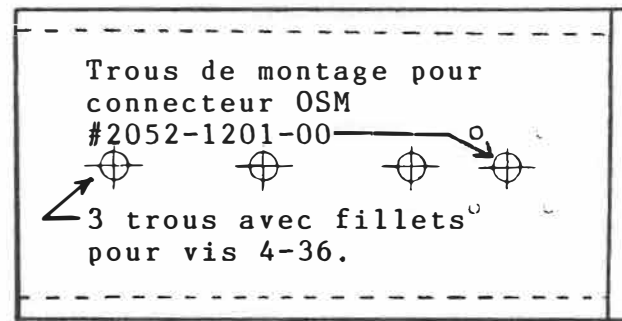 Trous de montage pour
connecteur OSM
#2052-1201-00
3 trous avec fillets
pour vis 4-36.